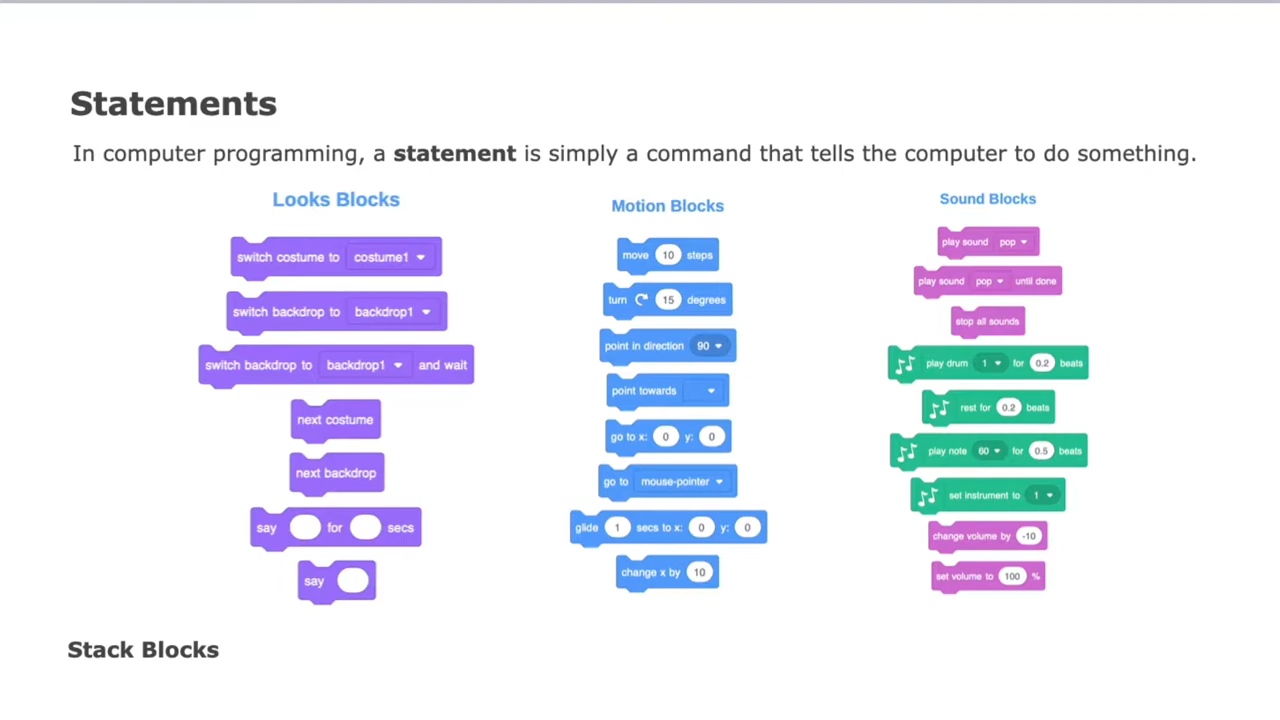 Statements
In computer programming, a statement is simply a command that tells the computer to do something.
Looks Blocks
switch costume to costume1
switch backdrop to backdrop1
switch backdrop to backdrop1 and wait
next costume
next backdrop
say for secs
say
Motion Blocks
move 10 steps
turn 15 degrees
point in direction 90
point towards
go to x: 0 y: 0
go to mouse-pointer
glide 1 secs to x: 0 y: 0
change x by 10
Sound Blocks
play sound pop
play sound pop until done
stop all sounds
play drum 1 for 0.2 beats
rest for 0.2 beats
play note 60 for 0.5 beats
set instrument to 1
change volume by -10
set volume to 100 %
Stack Blocks